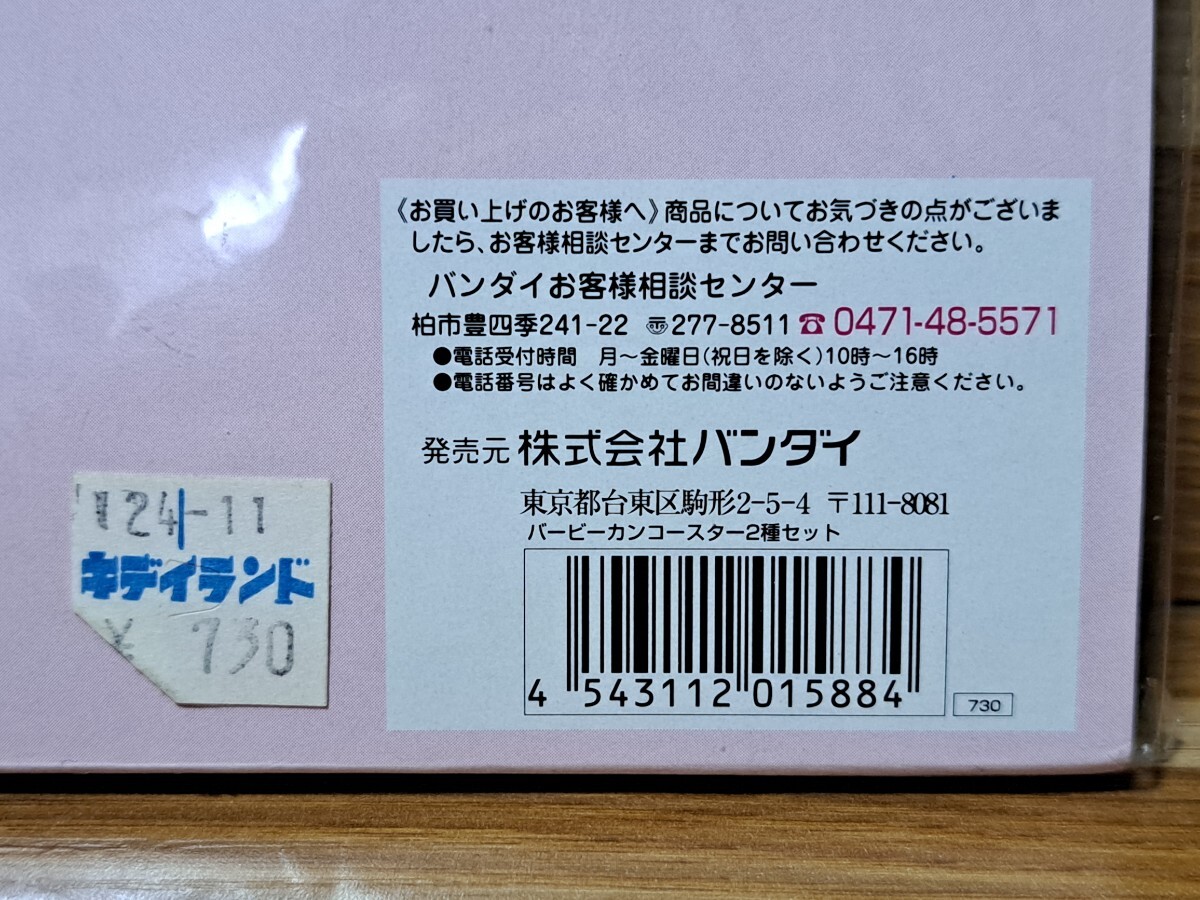 《お買い上げのお客様へ》商品についてお気づきの点がございま
したら、お客様相談センターまでお問い合わせください。
バンダイお客様相談センター
柏市豊四季241-22 〠277-8511 ☎ 0471-48-5571
●電話受付時間 月～金曜日(祝日を除く)10時～16時
●電話番号はよく確かめてお間違いのないようご注意ください。
発売元 株式会社バンダイ
東京都台東区駒形2-5-4 〒111-8081
バービーカンコースター2種セット
4 543112 015884
730
124-11
キデイランド
¥ 730